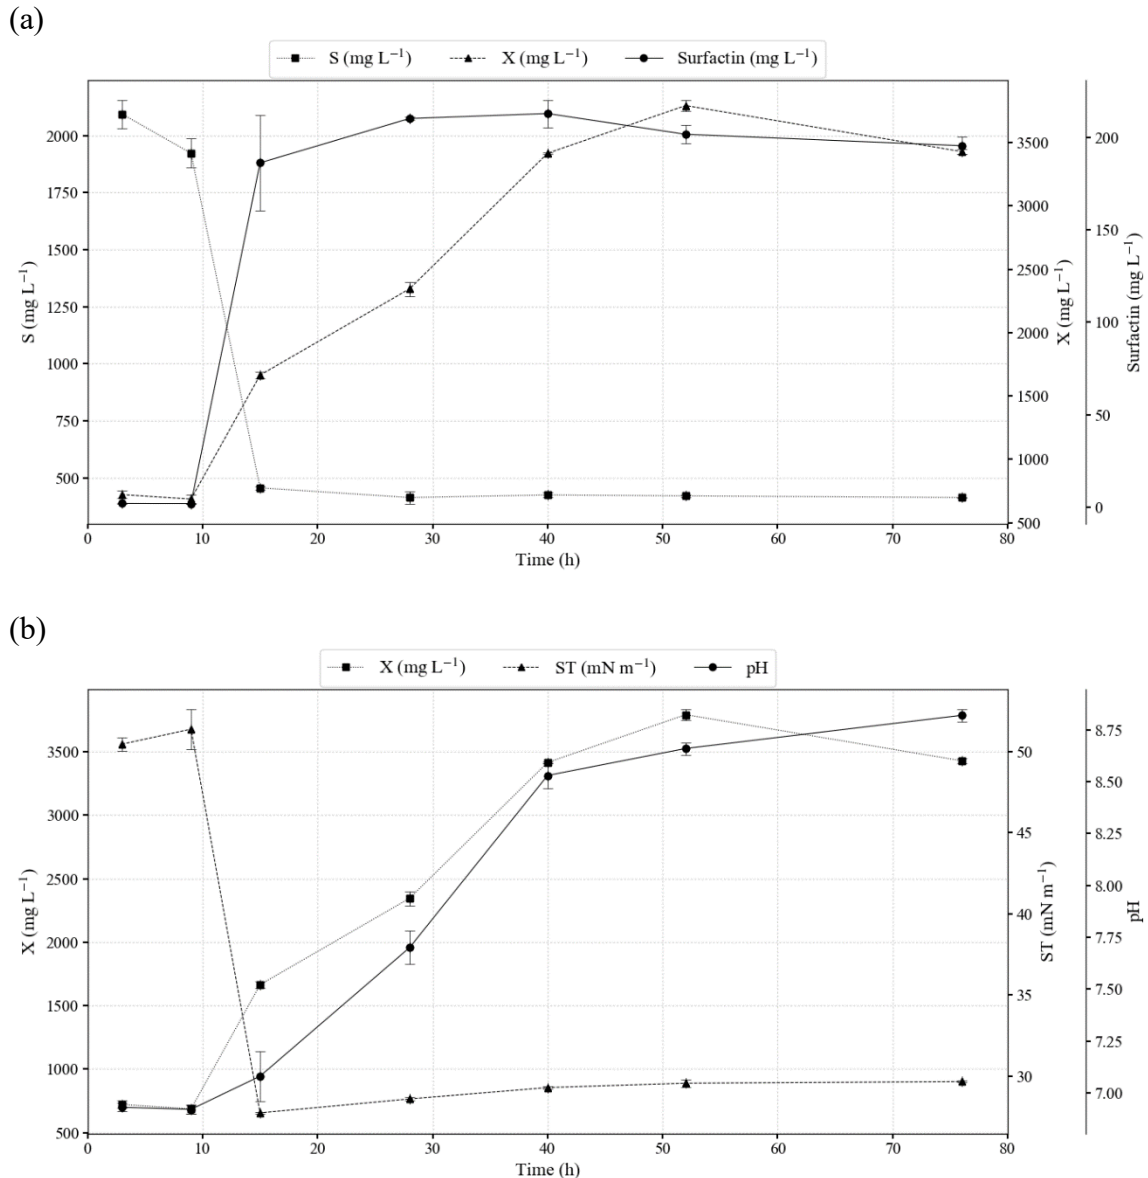 (a)
S (mg L⁻¹) X (mg L⁻¹) Surfactin (mg L⁻¹)
2000
1750
1500
1250
1000
750
500
S (mg L⁻¹)
3500
3000
2500
2000
1500
1000
500
X (mg L⁻¹)
200
150
100
50
0
Surfactin (mg L⁻¹)
0 10 20 30 40 50 60 70 80
Time (h)
(b)
X (mg L⁻¹) ST (mN m⁻¹) pH
3500
3000
2500
2000
1500
1000
500
X (mg L⁻¹)
50
45
40
35
30
ST (mN m⁻¹)
8.75
8.50
8.25
8.00
7.75
7.50
7.25
7.00
pH
0 10 20 30 40 50 60 70 80
Time (h)